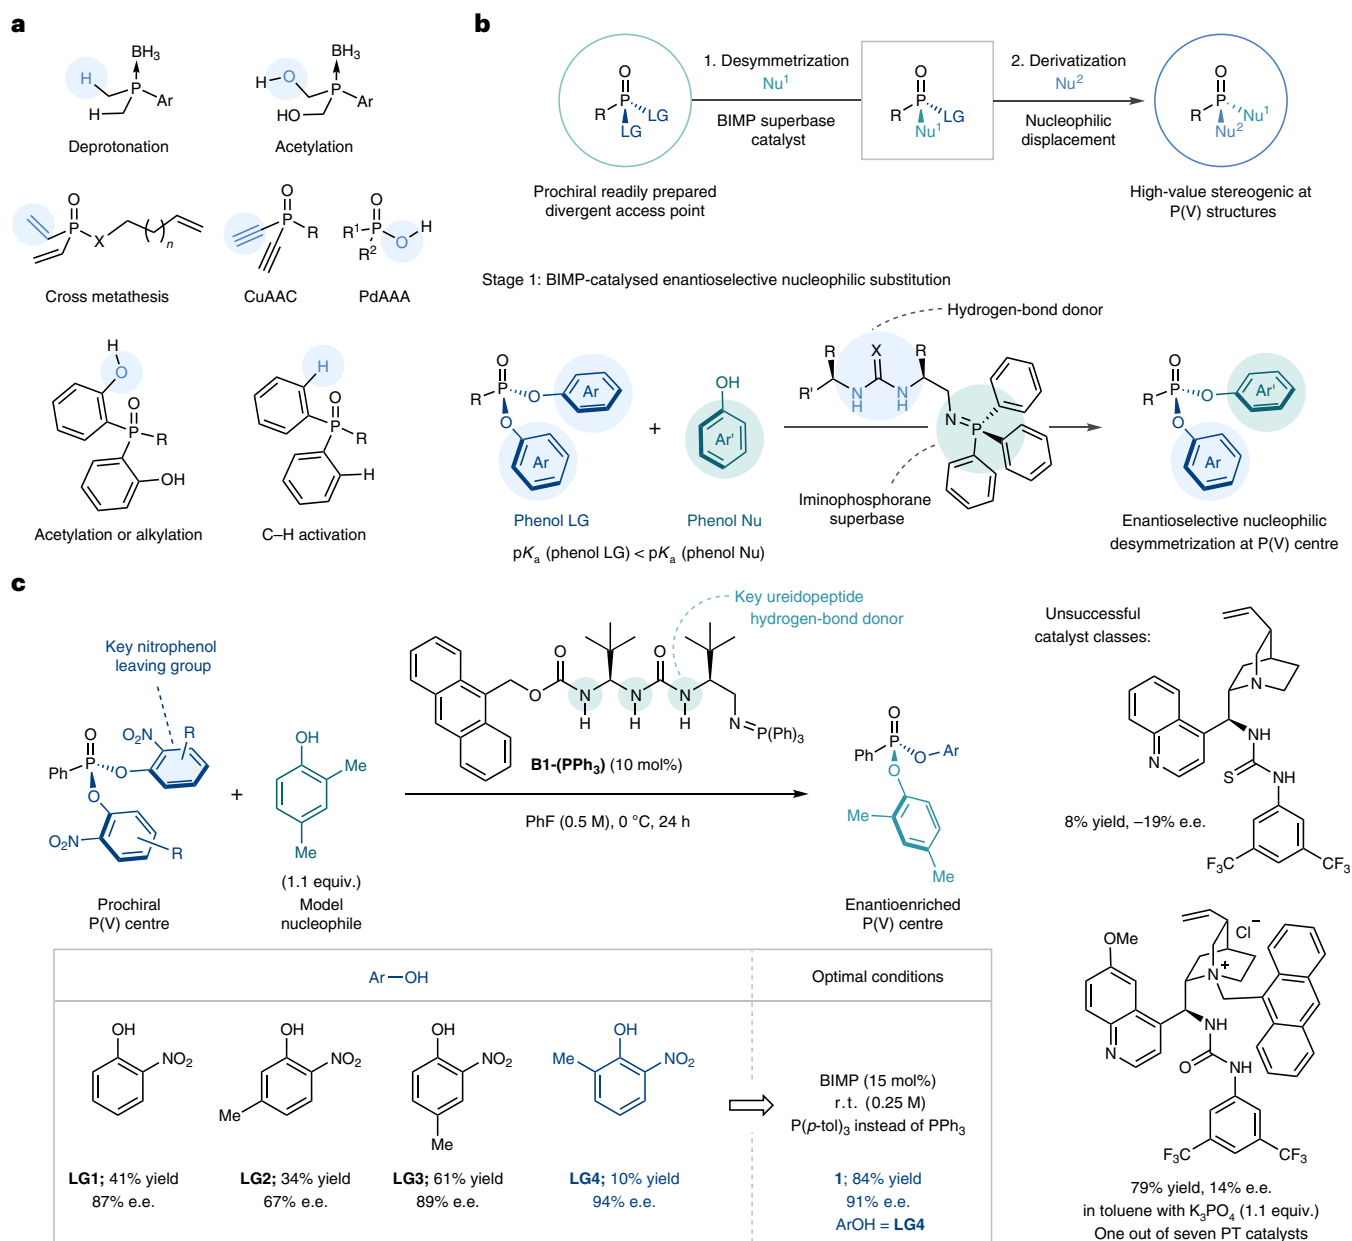 a
BH3
H
P
Ar
H
Deprotonation
BH3
H
O
P
Ar
HO
Acetylation
O
P
X
n
Cross metathesis
O
P
R
CuAAC
O
R1
P
R2
O
H
PdAAA
H
O
O
P
R
OH
Acetylation or alkylation
H
O
P
R
H
C–H activation
b
O
R
P
LG
LG
Prochiral readily prepared
divergent access point
1. Desymmetrization
Nu1
BIMP superbase
catalyst
O
R
P
LG
Nu1
2. Derivatization
Nu2
Nucleophilic
displacement
O
R
P
Nu1
Nu2
High-value stereogenic at
P(V) structures
Stage 1: BIMP-catalysed enantioselective nucleophilic substitution
Hydrogen-bond donor
O
R
P
O
Ar
O
Ar
Phenol LG
+
OH
Ar'
Phenol Nu
pKa (phenol LG) < pKa (phenol Nu)
R
X
R
R'
N
H
N
H
N
P
Iminophosphorane
superbase
O
R
P
O
Ar'
O
Ar
Enantioselective nucleophilic
desymmetrization at P(V) centre
c
Key nitrophenol
leaving group
O
NO2
R
Ph
P
O
O
O2N
R
Prochiral
P(V) centre
+
OH
Me
Me
(1.1 equiv.)
Model
nucleophile
Key ureidopeptide
hydrogen-bond donor
O
O
O
N
H
N
H
N
H
N
P(Ph)3
B1-(PPh3) (10 mol%)
PhF (0.5 M), 0 °C, 24 h
O
Ph
P
O
Ar
O
Me
Me
Enantioenriched
P(V) centre
Unsuccessful
catalyst classes:
N
NH
N
S
NH
8% yield, –19% e.e.
F3C
CF3
OMe
Cl–
N
+
NH
N
O
NH
F3C
CF3
79% yield, 14% e.e.
in toluene with K3PO4 (1.1 equiv.)
One out of seven PT catalysts
Ar—OH
Optimal conditions
OH
NO2
LG1; 41% yield
87% e.e.
OH
NO2
Me
LG2; 34% yield
67% e.e.
OH
NO2
Me
LG3; 61% yield
89% e.e.
OH
Me
NO2
LG4; 10% yield
94% e.e.
BIMP (15 mol%)
r.t. (0.25 M)
P(p-tol)3 instead of PPh3
1; 84% yield
91% e.e.
ArOH = LG4